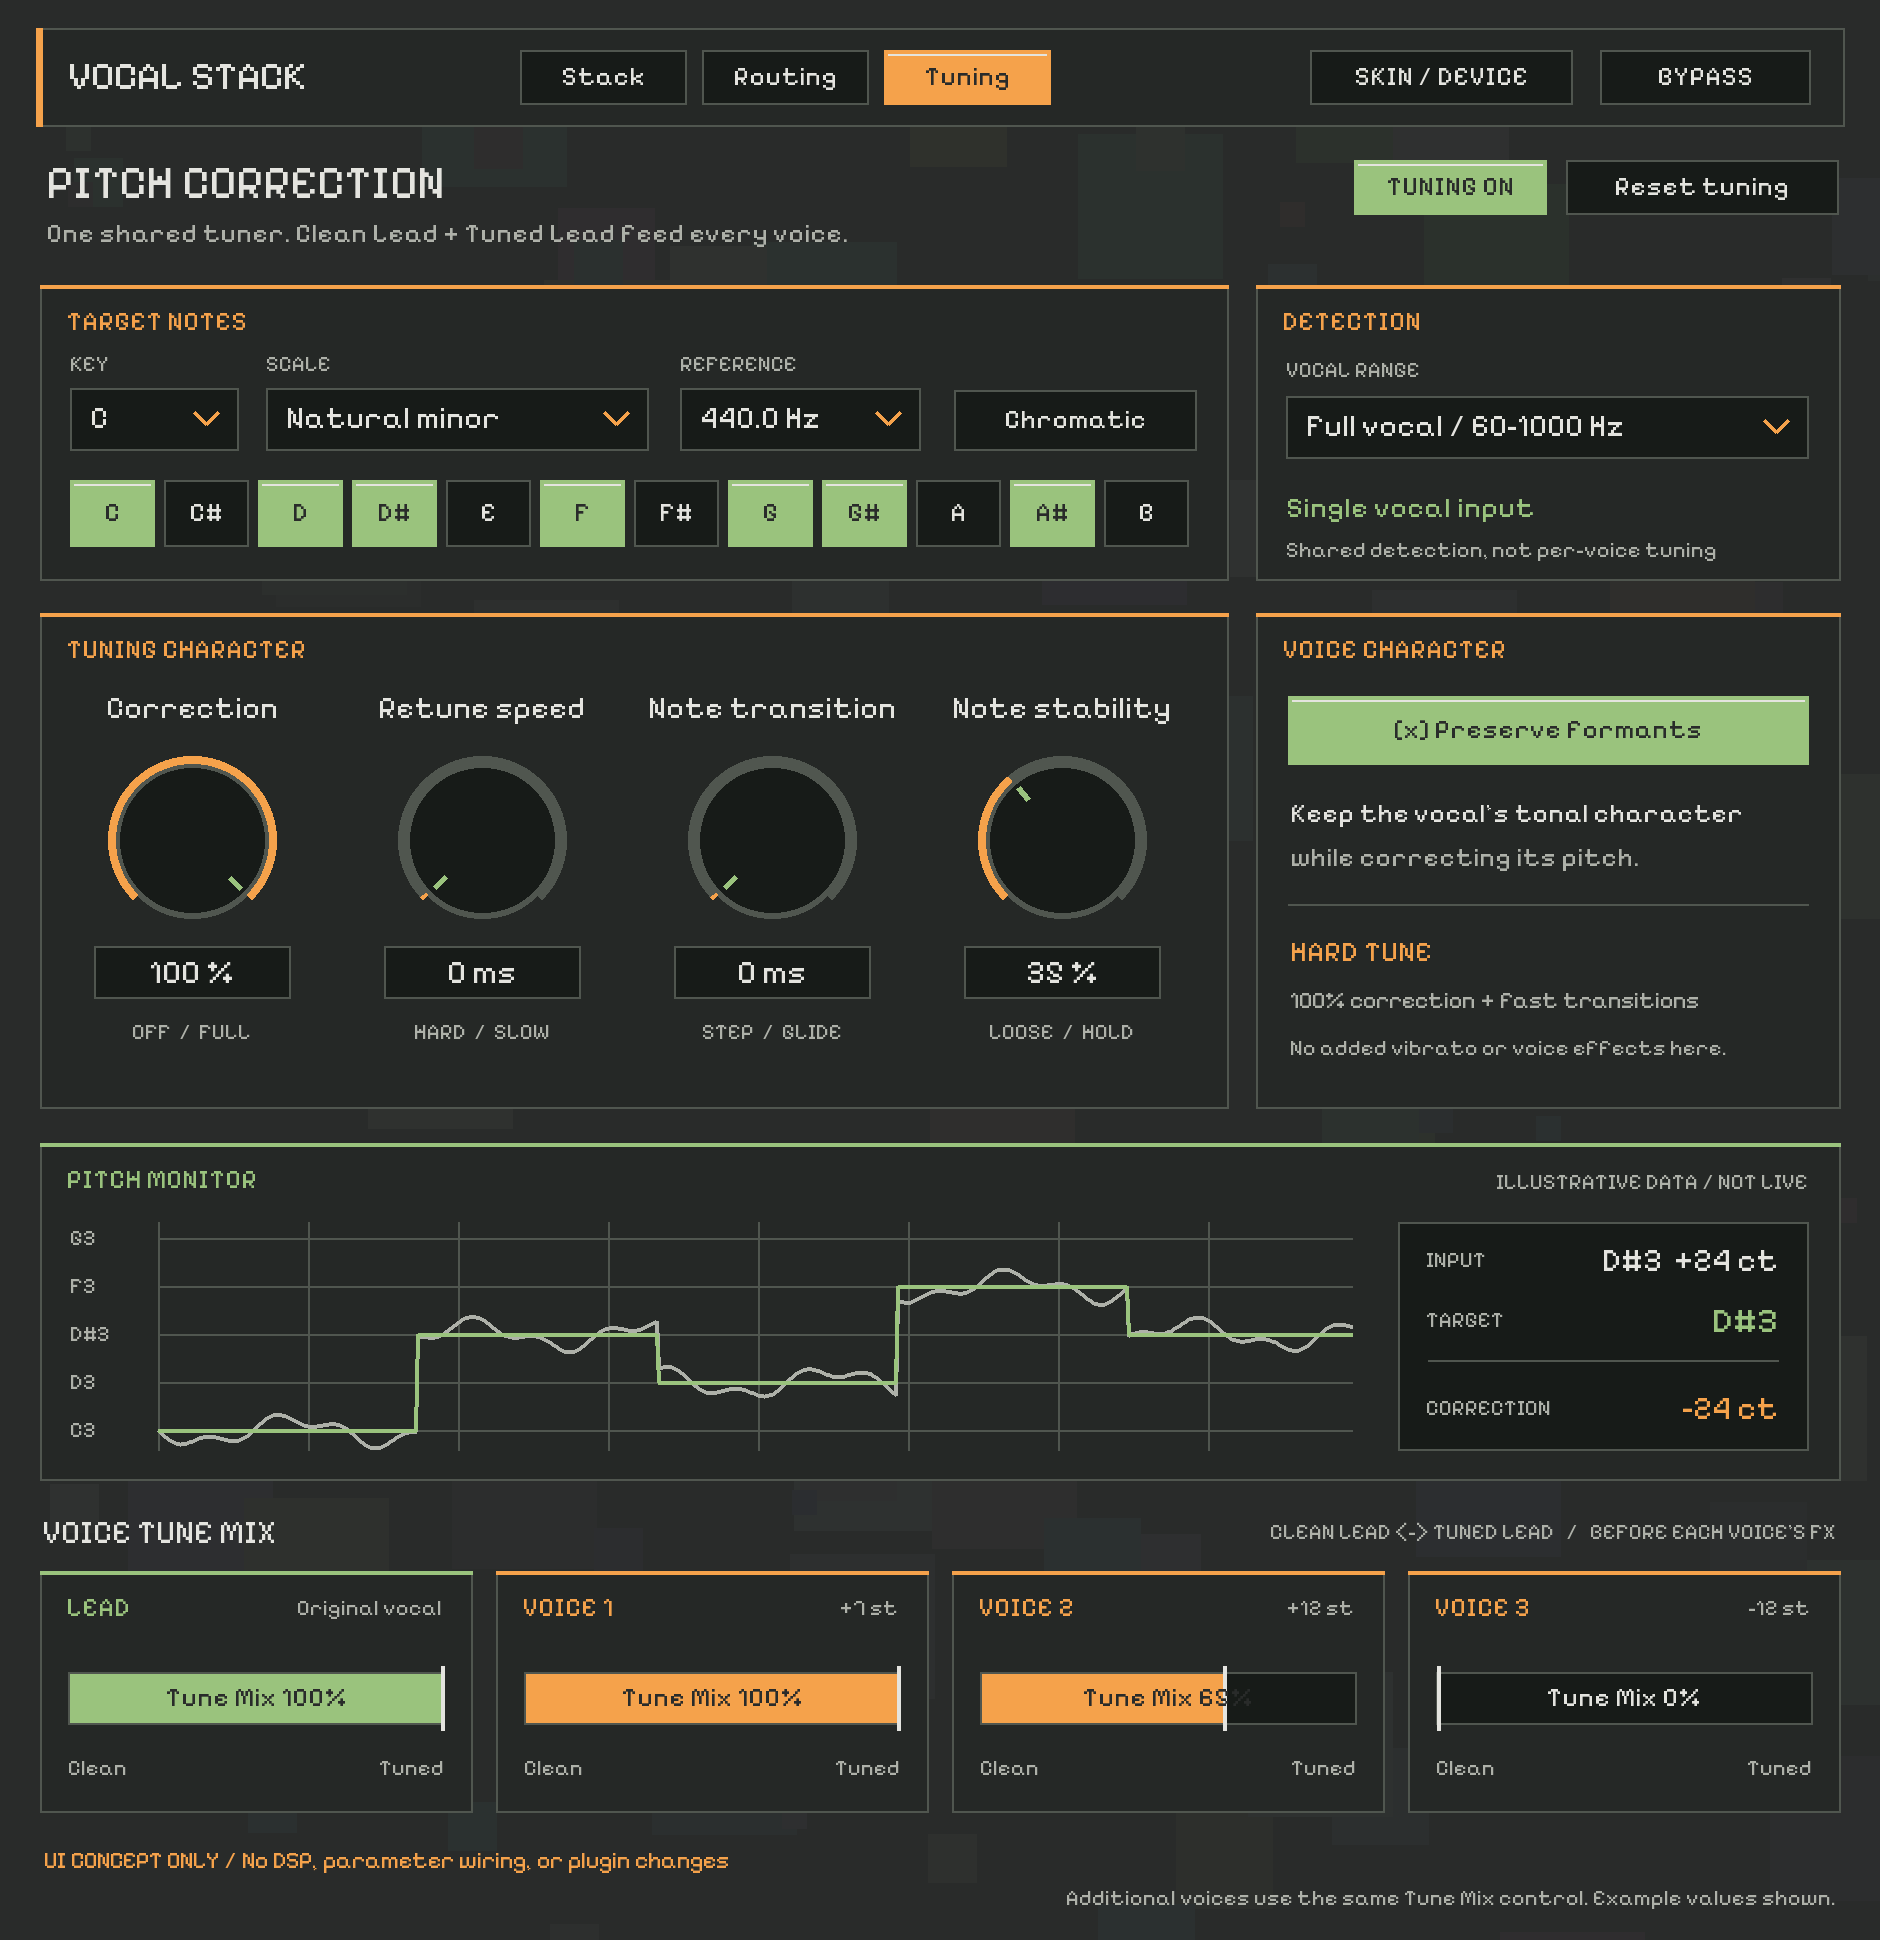 VOCAL STACK
Stack
Routing
Tuning
SKIN / DEVICE
BYPASS
PITCH CORRECTION
TUNING ON
Reset tuning
One shared tuner. Clean Lead + Tuned Lead feed every voice.
TARGET NOTES
KEY
SCALE
REFERENCE
C
Natural minor
440.0 Hz
Chromatic
C
C#
D
D#
E
F
F#
G
G#
A
A#
B
DETECTION
VOCAL RANGE
Full vocal / 60-1000 Hz
Single vocal input
Shared detection, not per-voice tuning
TUNING CHARACTER
Correction
Retune speed
Note transition
Note stability
100 %
0 ms
0 ms
35 %
OFF / FULL
HARD / SLOW
STEP / GLIDE
LOOSE / HOLD
VOICE CHARACTER
[x] Preserve formants
Keep the vocal's tonal character
while correcting its pitch.
HARD TUNE
100% correction + fast transitions
No added vibrato or voice effects here.
PITCH MONITOR
ILLUSTRATIVE DATA / NOT LIVE
G3
F3
D#3
D3
C3
INPUT
D#3 +24 ct
TARGET
D#3
CORRECTION
-24 ct
VOICE TUNE MIX
CLEAN LEAD <-> TUNED LEAD / BEFORE EACH VOICE'S FX
LEAD
Original vocal
Tune Mix 100%
Clean
Tuned
VOICE 1
+7 st
Tune Mix 100%
Clean
Tuned
VOICE 2
+12 st
Tune Mix 65%
Clean
Tuned
VOICE 3
-12 st
Tune Mix 0%
Clean
Tuned
UI CONCEPT ONLY / No DSP, parameter wiring, or plugin changes
Additional voices use the same Tune Mix control. Example values shown.